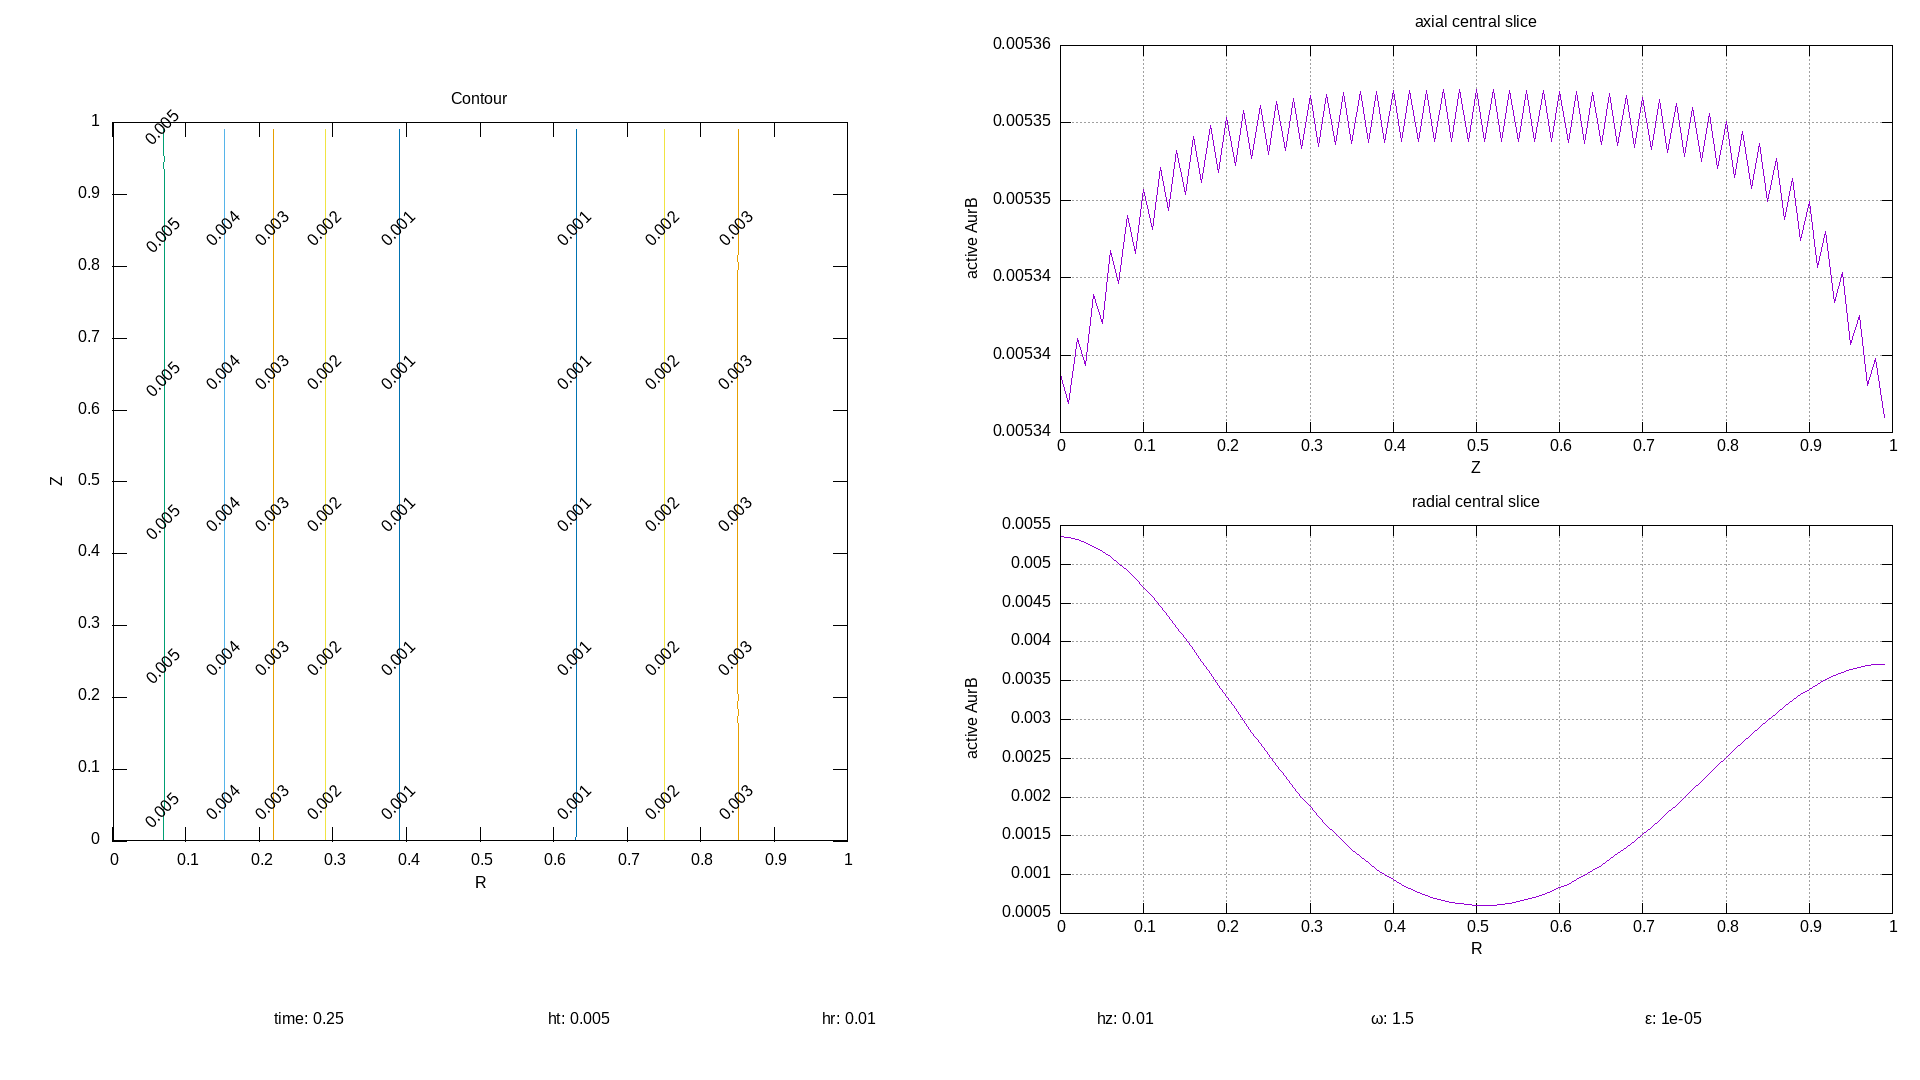 Contour
1
0.9
0.8
0.7
0.6
0.5
0.4
0.3
0.2
0.1
0
Z
0.005
0.005 0.004 0.003 0.002 0.001 0.001 0.002 0.003
0.005 0.004 0.003 0.002 0.001 0.001 0.002 0.003
0.005 0.004 0.003 0.002 0.001 0.001 0.002 0.003
0.005 0.004 0.003 0.002 0.001 0.001 0.002 0.003
0.005 0.004 0.003 0.002 0.001 0.001 0.002 0.003
0 0.1 0.2 0.3 0.4 0.5 0.6 0.7 0.8 0.9 1
R
axial central slice
0.00536
0.00535
0.00535
0.00534
0.00534
0.00534
active AurB
0 0.1 0.2 0.3 0.4 0.5 0.6 0.7 0.8 0.9 1
Z
radial central slice
0.0055
0.005
0.0045
0.004
0.0035
0.003
0.0025
0.002
0.0015
0.001
0.0005
active AurB
0 0.1 0.2 0.3 0.4 0.5 0.6 0.7 0.8 0.9 1
R
time: 0.25 ht: 0.005 hr: 0.01 hz: 0.01 ω: 1.5 ε: 1e-05